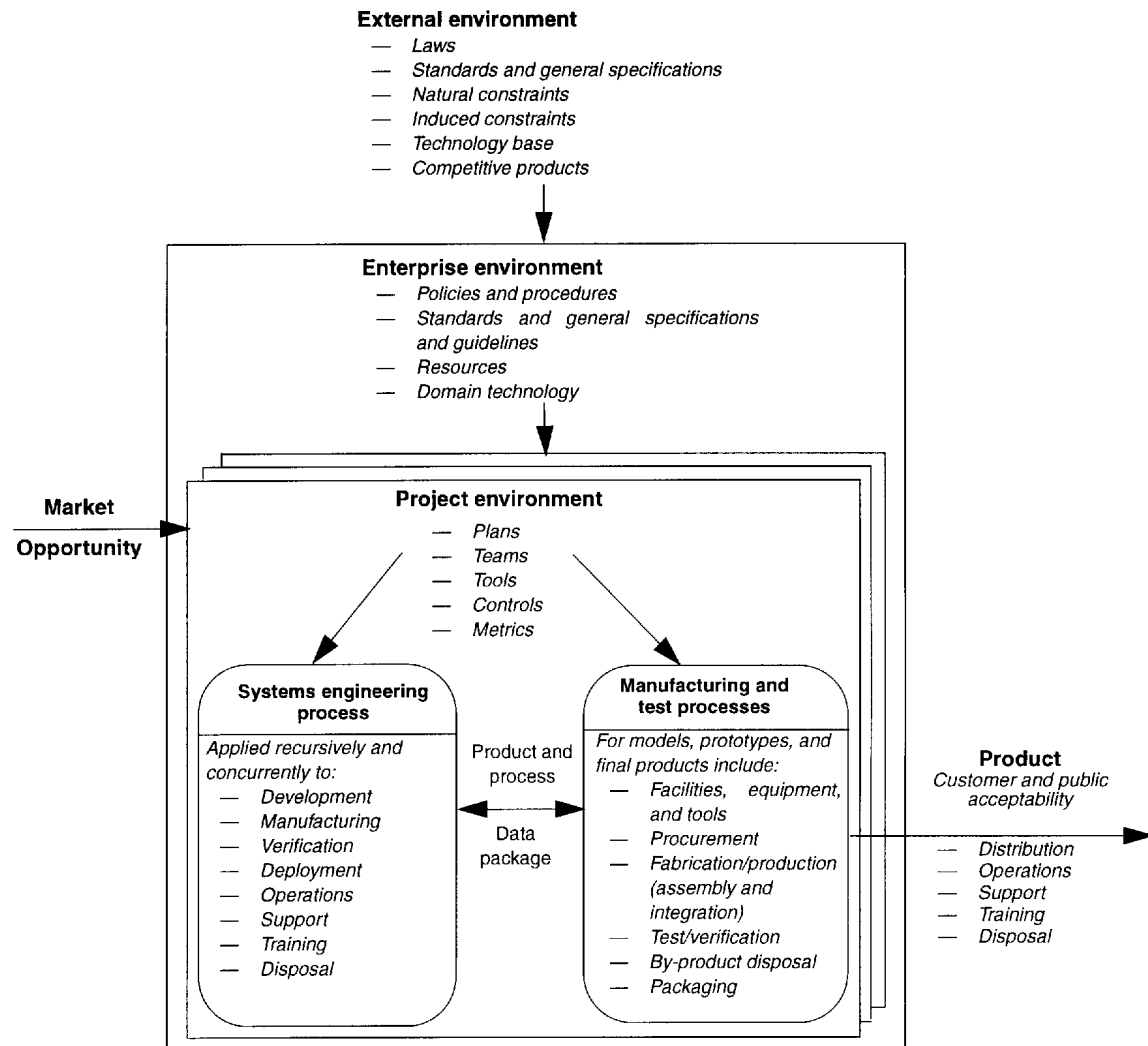 External environment
— Laws
— Standards and general specifications
— Natural constraints
— Induced constraints
— Technology base
— Competitive products
Enterprise environment
— Policies and procedures
— Standards and general specifications
and guidelines
— Resources
— Domain technology
Market
Opportunity
Project environment
— Plans
— Teams
— Tools
— Controls
— Metrics
Systems engineering
process
Applied recursively and
concurrently to:
— Development
— Manufacturing
— Verification
— Deployment
— Operations
— Support
— Training
— Disposal
Product and
process
Data
package
Manufacturing and
test processes
For models, prototypes, and
final products include:
— Facilities, equipment,
and tools
— Procurement
— Fabrication/production
(assembly and
integration)
— Test/verification
— By-product disposal
— Packaging
Product
Customer and public
acceptability
— Distribution
— Operations
— Support
— Training
— Disposal